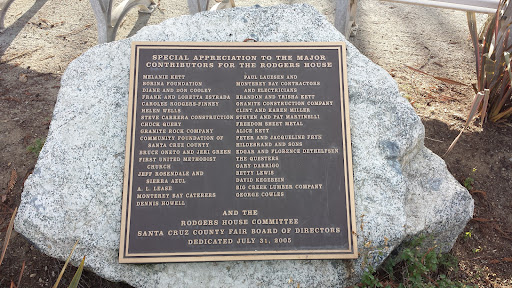 SPECIAL APPRECIATION TO THE MAJOR
CONTRIBUTORS FOR THE RODGERS HOUSE
MELANIE KETT
BORINA FOUNDATION
DIANE AND DON COOLEY
FRANK AND LORETTA ESTRADA
CAROLEE RODGERS-FINNEY
HELEN WELLS
STEVE CABRERA CONSTRUCTION
CHUCK QUERY
GRANITE ROCK COMPANY
COMMUNITY FOUNDATION OF
SANTA CRUZ COUNTY
BRUCE OHETO AND JERI GREEN
FIRST UNITED METHODIST
CHURCH
JEFF ROSENDALE AND
SIERRA AZUL
A. L. LEASE
MONTEREY BAY CATERERS
DENNIS HOWELL
PAUL LAUESEN AND
MONTEREY BAY CONTRACTORS
AND ELECTRICIANS
BRANDON AND TRISHA KETT
GRANITE CONSTRUCTION COMPANY
CLINT AND KAREN MILLER
STEVEN AND PAT MARTINELLI
FREEDOM SHEET METAL
ALICE KETT
PETER AND JACQUELINE FRYN
HILDEBRAND AND SONS
EDGAR AND FLORENCE DETHLEFSEN
THE QUESTERS
GARY DARRIGO
BETTY LEWIS
DAVID
BIG CREEK LUMBER COMPANY
GEORGE COWLES
AND THE
RODGERS HOUSE COMMITTEE
SANTA CRUZ COUNTY FAIR BOARD OF DIRECTORS
DEDICATED JULY 31, 2005